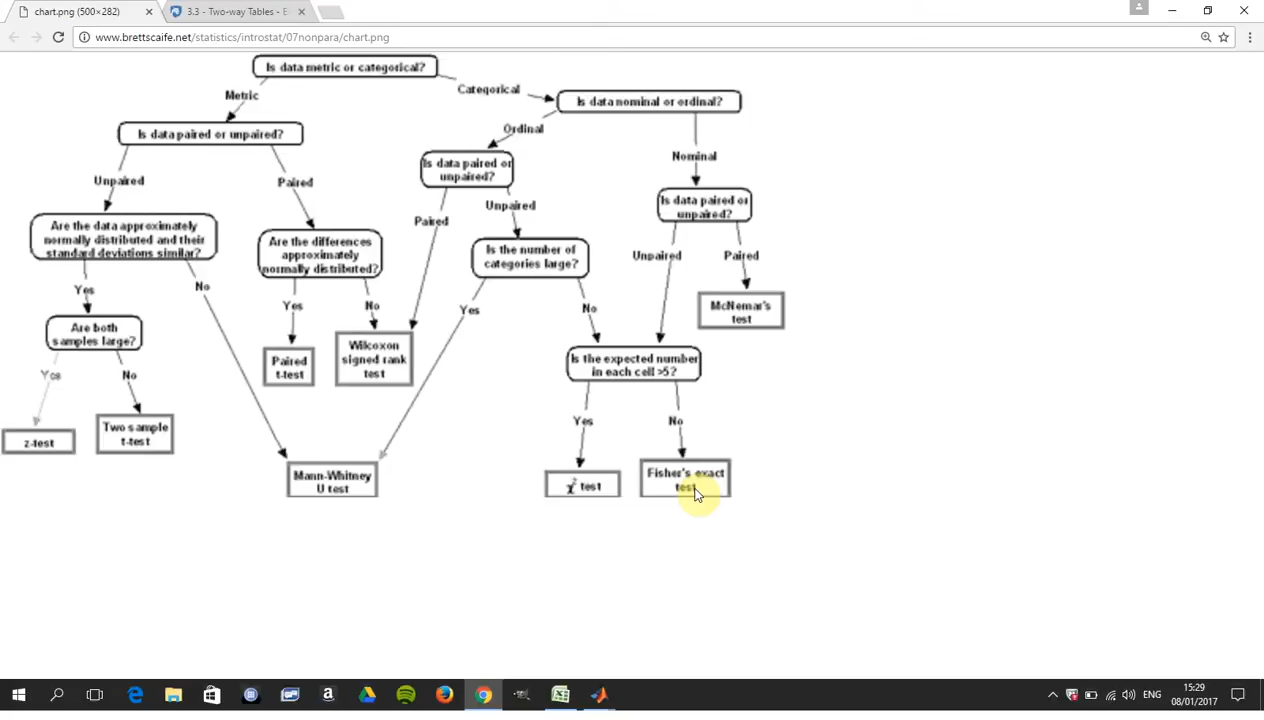 chart.png (500×282)
3.3 - Two-way Tables - E
www.brettscaife.net/statistics/introstat/07nonpara/chart.png
Is data metric or categorical?
Metric
Categorical
Is data nominal or ordinal?
Is data paired or unpaired?
Ordinal
Nominal
Is data paired or
unpaired?
Unpaired
Paired
Paired
Unpaired
Is data paired or
unpaired?
Are the data approximately
normally distributed and their
standard deviations similar?
Are the differences
approximately
normally distributed?
Is the number of
categories large?
Unpaired
Paired
Yes
No
Yes
No
Yes
No
McNemar's
test
Are both
samples large?
Paired
t-test
Wilcoxon
signed rank
test
Is the expected number
in each cell >5?
Yes
No
Yes
No
z-test
Two sample
t-test
Mann-Whitney
U test
χ² test
Fisher's exact
test
ENG
15:29
08/01/2017